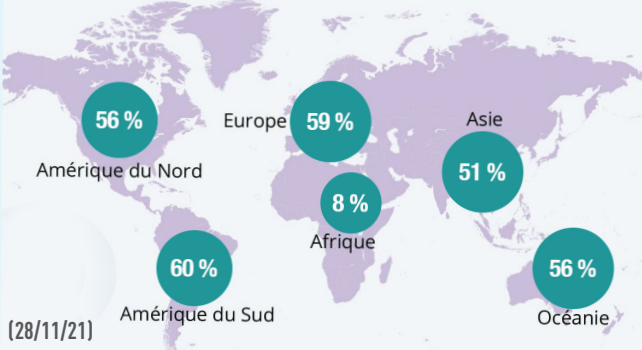 56 %
Amérique du Nord
Europe
59 %
Asie
51 %
8 %
Afrique
60 %
Amérique du Sud
56 %
Océanie
(28/11/21)